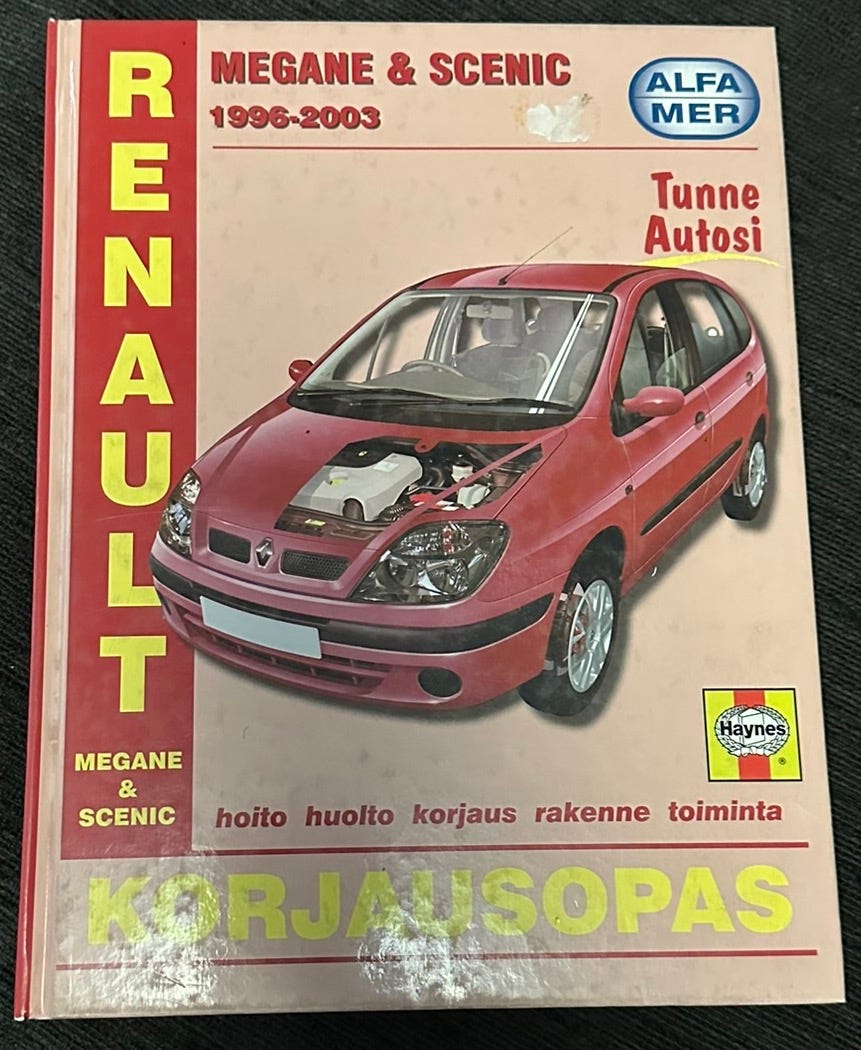 RENAULT
MEGANE
&
SCENIC
MEGANE & SCENIC
1996-2003
ALFA
MER
Tunne
Autosi
Haynes
®
hoito huolto korjaus rakenne toiminta
KORJAUSOPAS